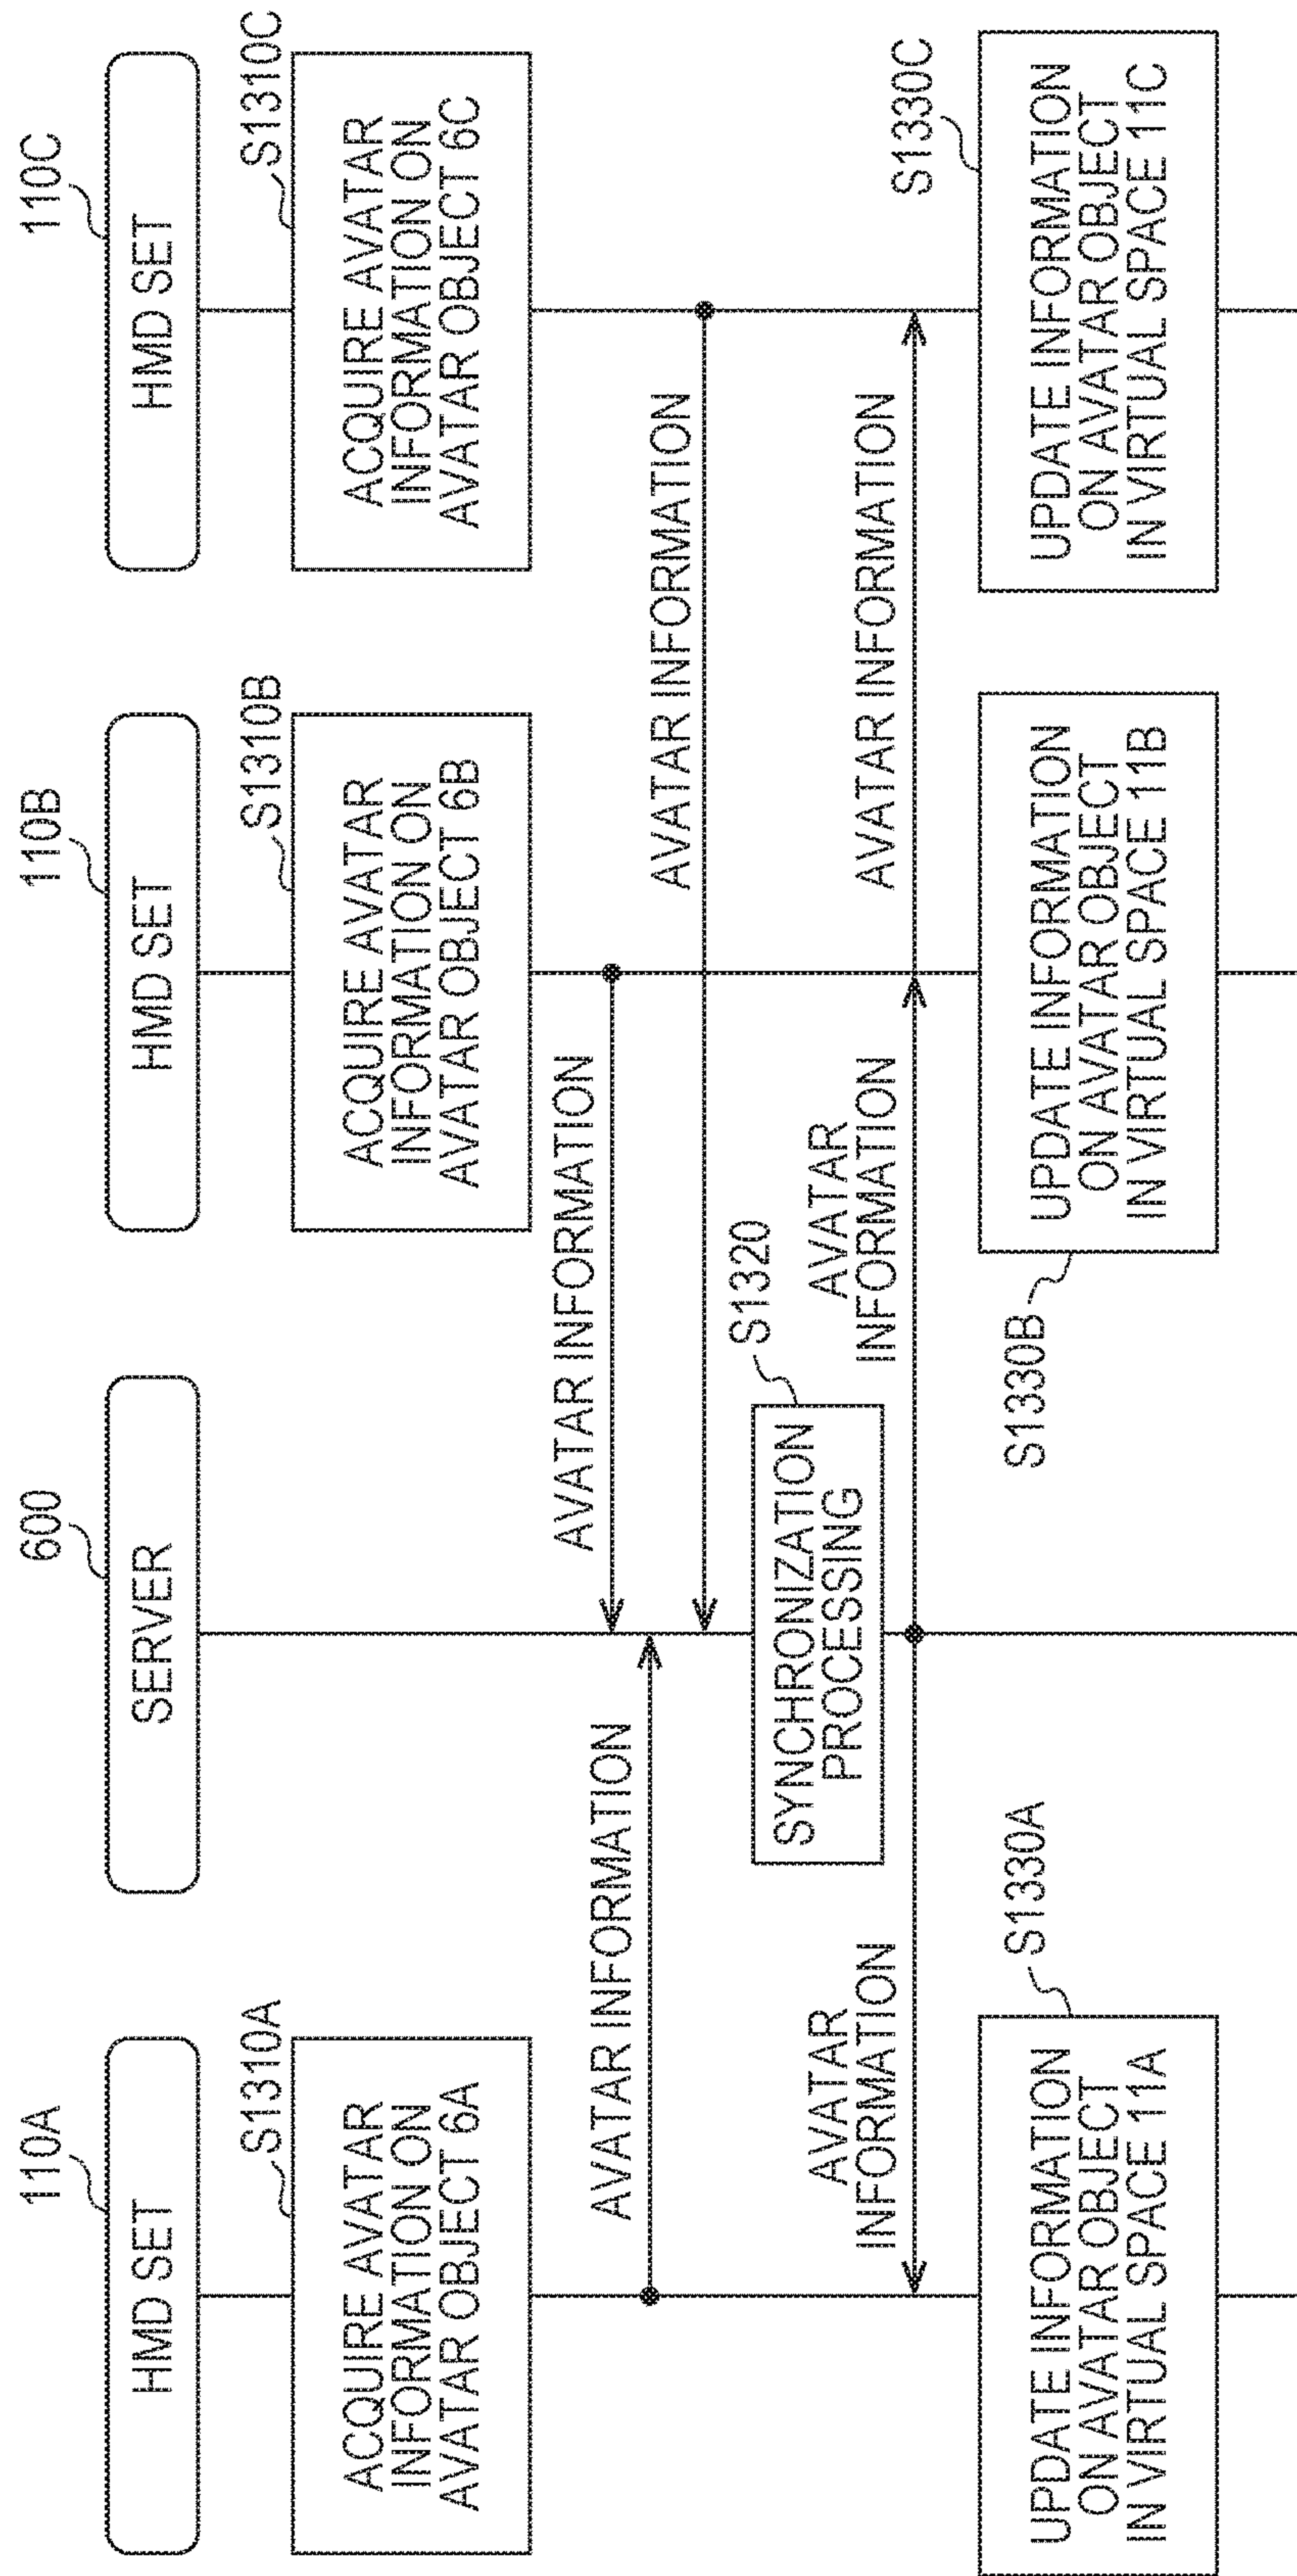 110A
600
110B
110C
HMD SET
SERVER
HMD SET
HMD SET
S1310A
S1310B
S1310C
ACQUIRE AVATAR
INFORMATION ON
AVATAR OBJECT 6A
ACQUIRE AVATAR
INFORMATION ON
AVATAR OBJECT 6B
ACQUIRE AVATAR
INFORMATION ON
AVATAR OBJECT 6C
AVATAR INFORMATION
AVATAR INFORMATION
AVATAR INFORMATION
S1320
SYNCHRONIZATION
PROCESSING
AVATAR
INFORMATION
AVATAR
INFORMATION
AVATAR INFORMATION
S1330A
S1330B
S1330C
UPDATE INFORMATION
ON AVATAR OBJECT
IN VIRTUAL SPACE 11A
UPDATE INFORMATION
ON AVATAR OBJECT
IN VIRTUAL SPACE 11B
UPDATE INFORMATION
ON AVATAR OBJECT
IN VIRTUAL SPACE 11C